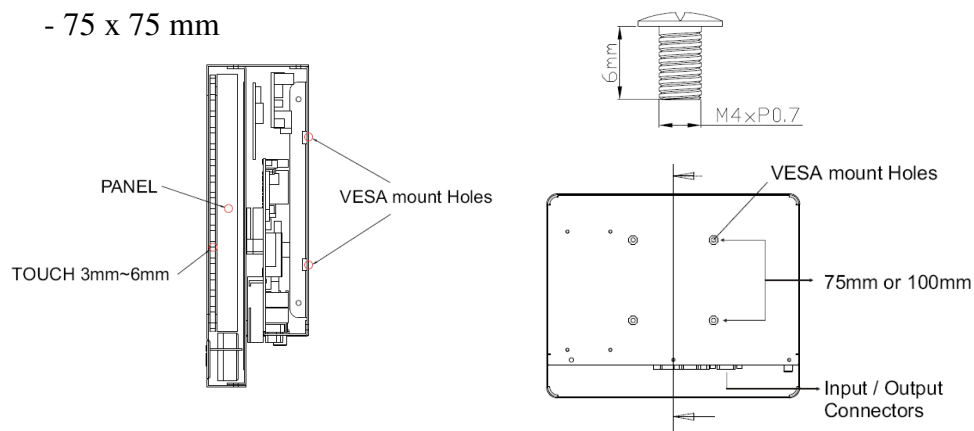 - 75 x 75 mm
6mm
M4xP0.7
PANEL
VESA mount Holes
TOUCH 3mm~6mm
VESA mount Holes
75mm or 100mm
Input / Output
Connectors